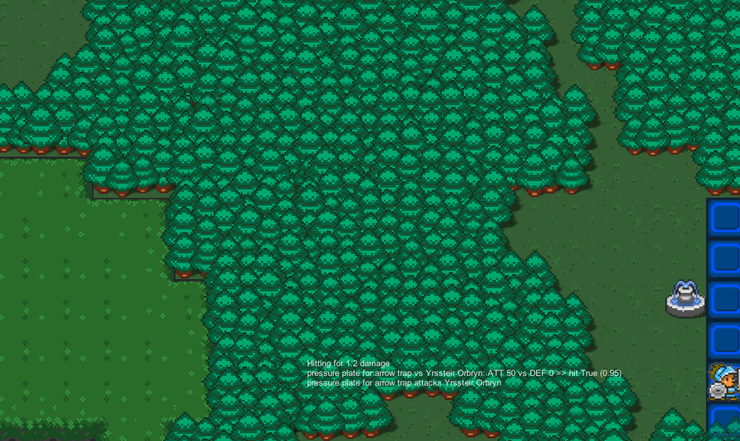 Hitting for 1.2 damage
pressure plate for arrow trap vs Yrssteir Orbryn: ATT 50 vs DEF 0 => hit True (0.95)
pressure plate for arrow trap attacks Yrssteir Orbryn